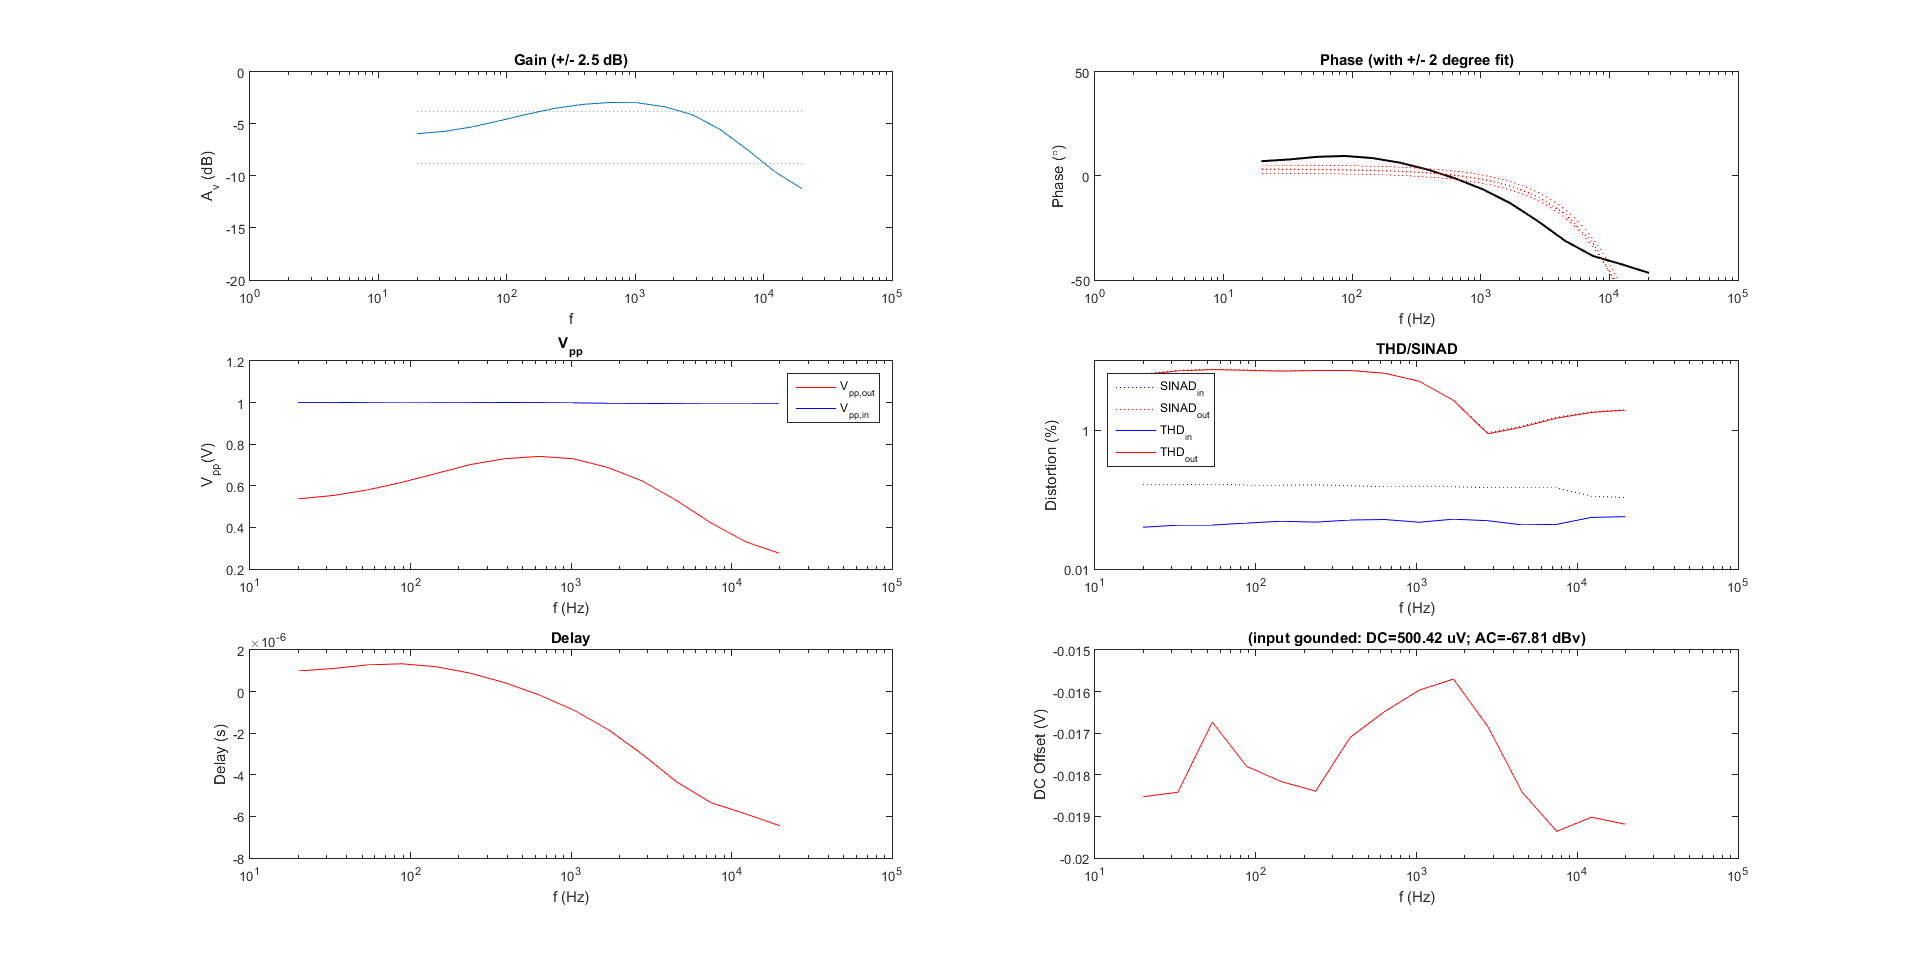 Gain (+/- 2.5 dB)
0
-5
-10
-15
-20
A_v (dB)
10^0
10^1
10^2
10^3
10^4
10^5
f
Phase (with +/- 2 degree fit)
50
0
-50
Phase (°)
10^0
10^1
10^2
10^3
10^4
10^5
f (Hz)
V_pp
1.2
1
0.8
0.6
0.4
0.2
V_pp(V)
V_pp,out
V_pp,in
10^1
10^2
10^3
10^4
10^5
f (Hz)
THD/SINAD
1
0.01
Distortion (%)
SINAD_in
SINAD_out
THD_in
THD_out
10^1
10^2
10^3
10^4
10^5
f (Hz)
Delay
×10^-6
2
0
-2
-4
-6
-8
Delay (s)
10^1
10^2
10^3
10^4
10^5
f (Hz)
(input gounded: DC=500.42 uV; AC=-67.81 dBv)
-0.015
-0.016
-0.017
-0.018
-0.019
-0.02
DC Offset (V)
10^1
10^2
10^3
10^4
10^5
f (Hz)